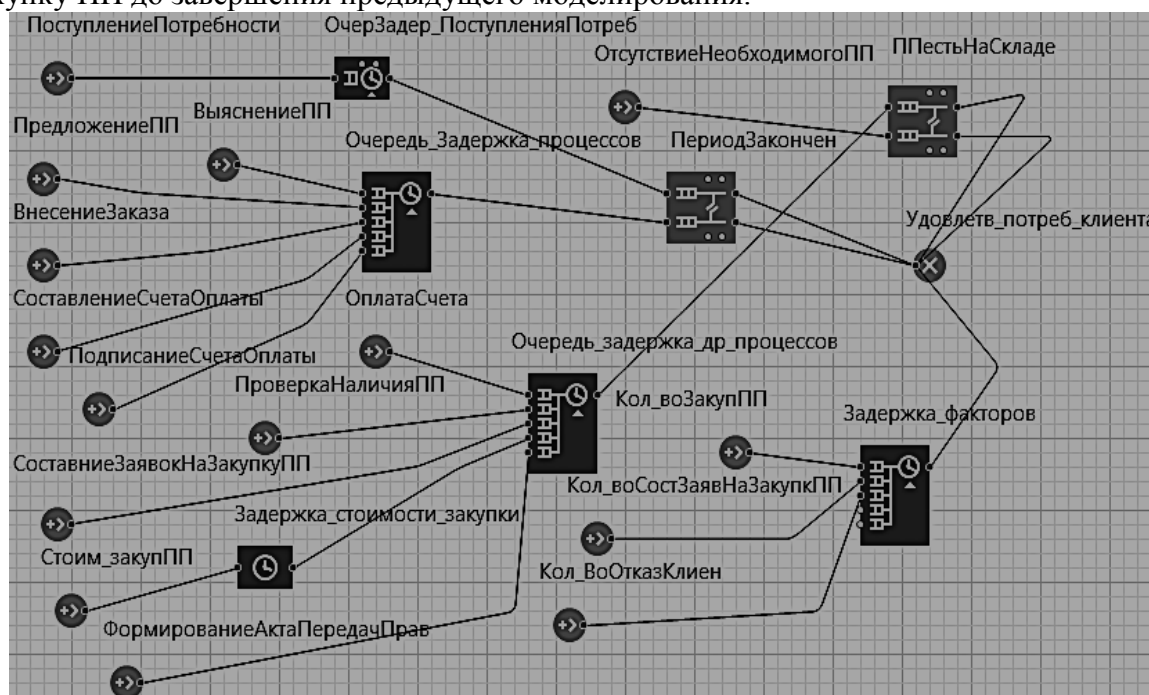 купку ПП до завершения предыдущего моделирования.
ПоступлениеПотребности
ОчерЗадер_ПоступленияПотреб
ОтсутствиеНеобходимогоПП
ППестьНаСкладе
ПредложениеПП
ВыяснениеПП
Очередь_Задержка_процессов
ПериодЗакончен
ВнесениеЗаказа
Удовлетв_потреб_клиента
СоставлениеСчетаОплаты
ОплатаСчета
ПодписаниеСчетаОплаты
Очередь_задержка_др_процессов
ПроверкаНаличияПП
Кол_воЗакупПП
Задержка_факторов
СоставниеЗаявокНаЗакупкуПП
Кол_воСостЗаявНаЗакупкПП
Задержка_стоимости_закупки
Стоим_закупПП
Кол_ВоОтказКлиен
ФормированиеАктаПередачПрав